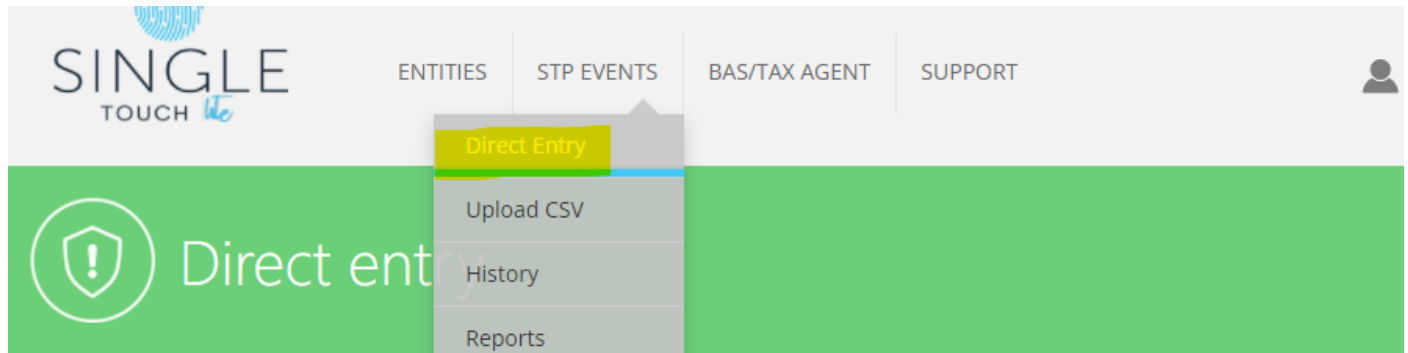 SINGLE
TOUCH lite
ENTITIES
STP EVENTS
BAS/TAX AGENT
SUPPORT
Direct Entry
Upload CSV
History
Reports
Direct entry